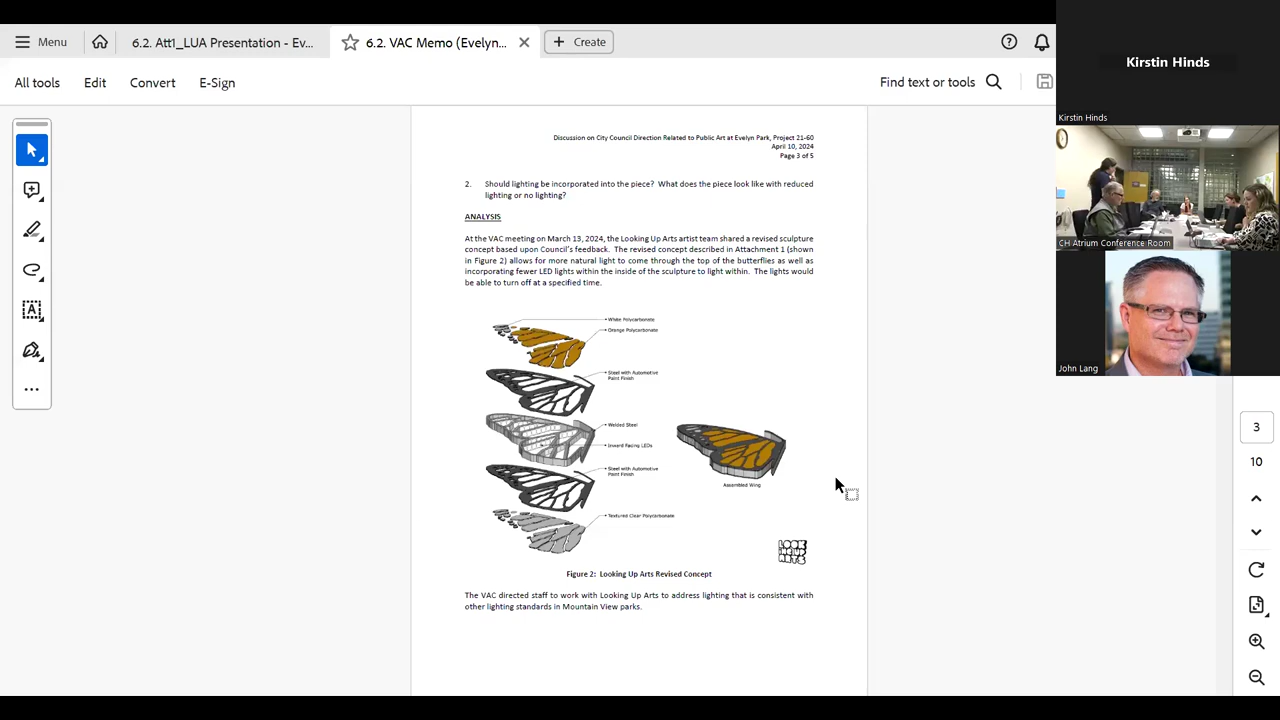 Menu
6.2. Att1_LUA Presentation - Ev...
6.2. VAC Memo (Evelyn...
Create
All tools
Edit
Convert
E-Sign
Find text or tools
Discussion on City Council Direction Related to Public Art at Evelyn Park, Project 21-60
April 10, 2024
Page 3 of 5
2. Should lighting be incorporated into the piece? What does the piece look like with reduced
lighting or no lighting?
ANALYSIS
At the VAC meeting on March 13, 2024, the Looking Up Arts artist team shared a revised sculpture
concept based upon Council's feedback. The revised concept described in Attachment 1 (shown
in Figure 2) allows for more natural light to come through the top of the butterflies as well as
incorporating fewer LED lights within the inside of the sculpture to light within. The lights would
be able to turn off at a specified time.
White Polycarbonate
Orange Polycarbonate
Steel with Automotive
Paint Finish
Welded Steel
Inward Facing LEDs
Steel with Automotive
Paint Finish
Textured Clear Polycarbonate
Assembled Wing
LOOK
INGUP
ARTS
Figure 2: Looking Up Arts Revised Concept
The VAC directed staff to work with Looking Up Arts to address lighting that is consistent with
other lighting standards in Mountain View parks.
3
10
Kirstin Hinds
Kirstin Hinds
CH Atrium Conference Room
John Lang